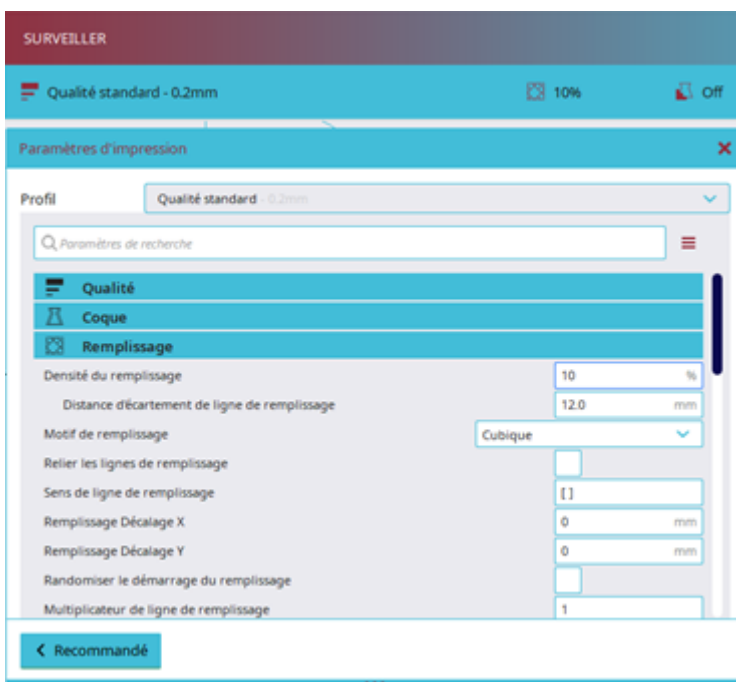 SURVEILLER
Qualité standard - 0.2mm 10% Off
Paramètres d'impression
Profil Qualité standard - 0.2mm
Paramètres de recherche
Qualité
Coque
Remplissage
Densité du remplissage 10 %
Distance d'écartement de ligne de remplissage 12.0 mm
Motif de remplissage Cubique
Relier les lignes de remplissage
Sens de ligne de remplissage [ ]
Remplissage Décalage X 0 mm
Remplissage Décalage Y 0 mm
Randomiser le démarrage du remplissage
Multiplicateur de ligne de remplissage 1
Recommandé